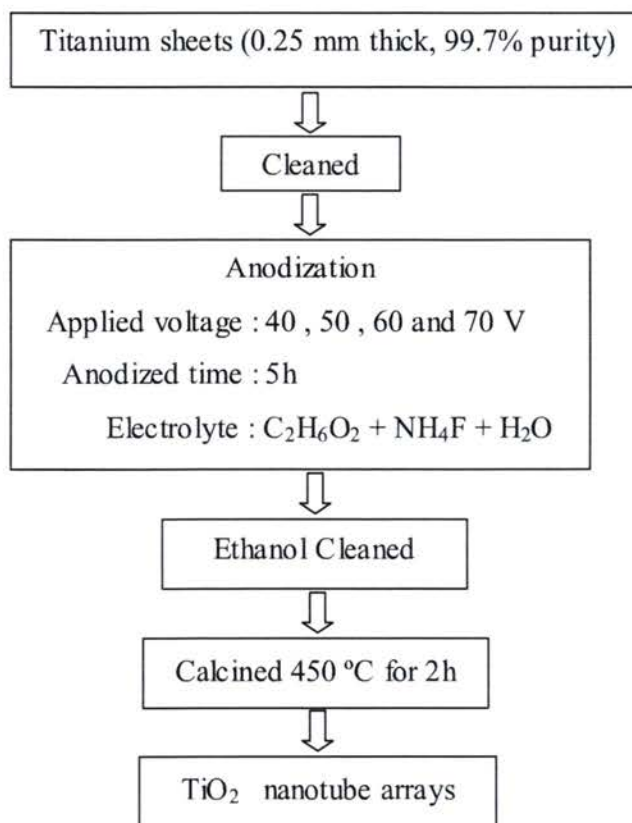 Titanium sheets (0.25 mm thick, 99.7% purity)
Cleaned
Anodization
Applied voltage : 40 , 50 , 60 and 70 V
Anodized time : 5h
Electrolyte : C₂H₆O₂ + NH₄F + H₂O
Ethanol Cleaned
Calcined 450 ºC for 2h
TiO₂ nanotube arrays